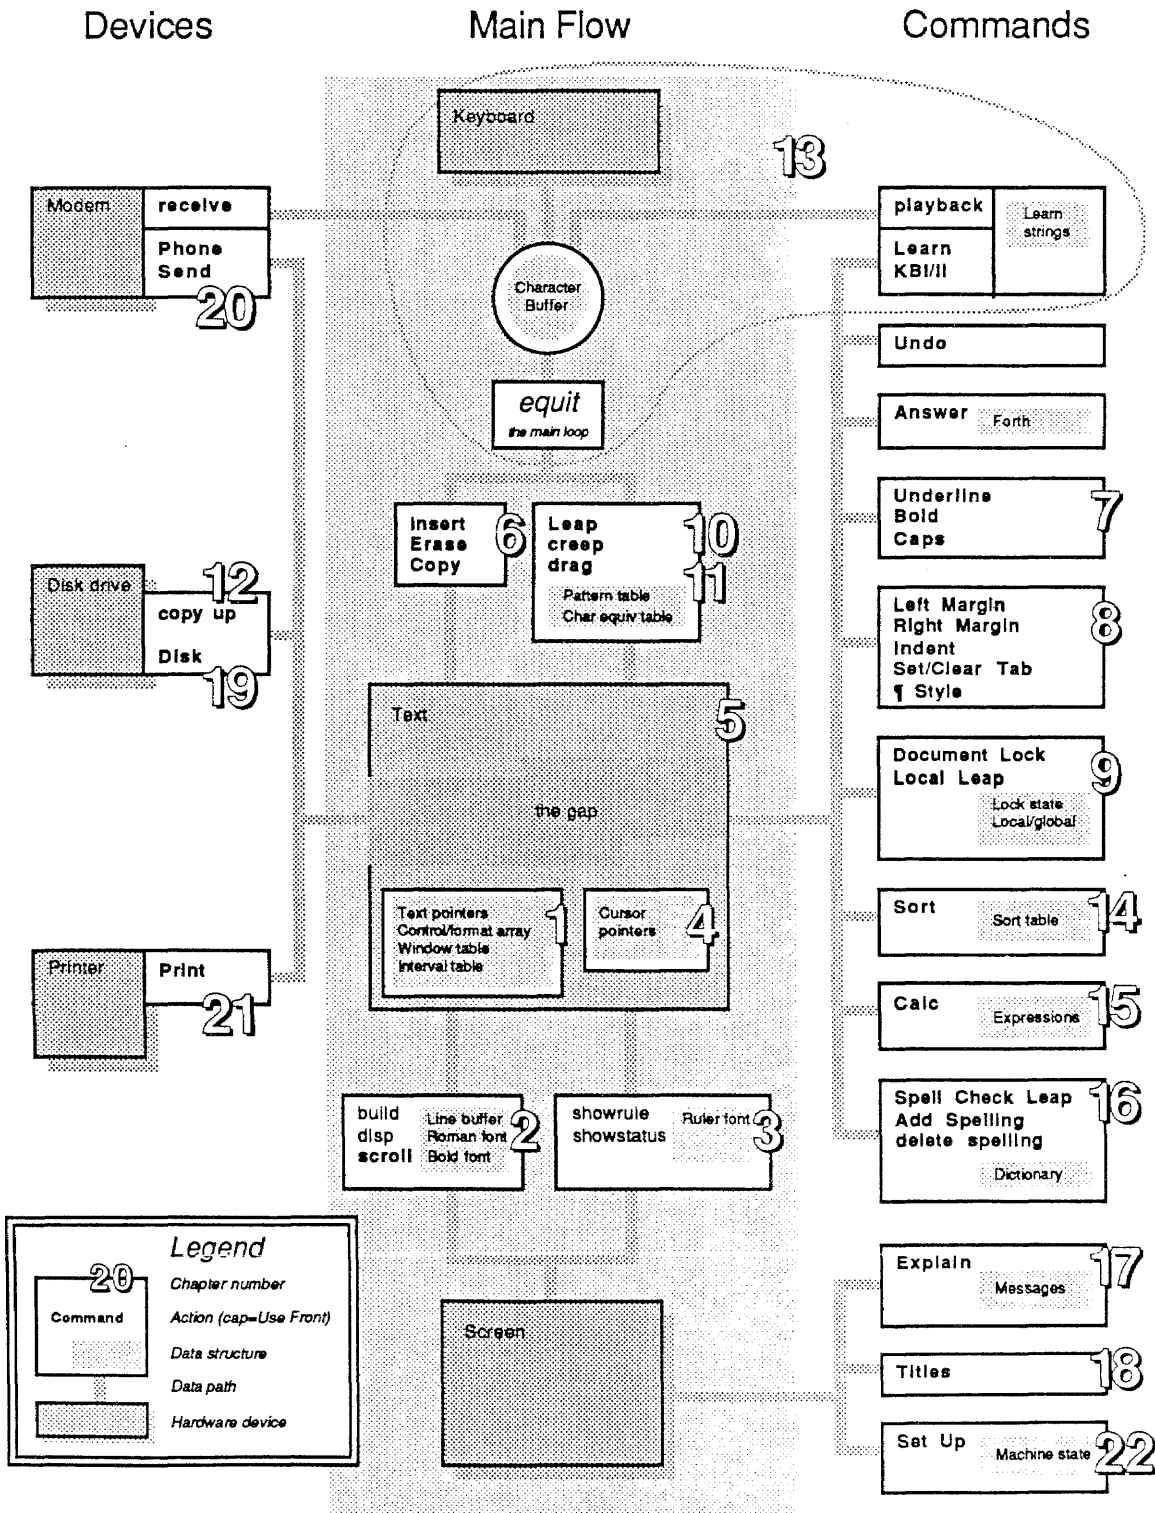 Devices
Main Flow
Commands
Keyboard
13
Modem
receive
Phone
Send
20
playback
Learn
KBI/II
Learn
strings
Character
Buffer
Undo
equit
the main loop
Answer
Forth
Insert
Erase
Copy
6
Leap
creep
drag
10
11
Pattern table
Char equiv table
Underline
Bold
Caps
7
Disk drive
12
copy up
Disk
19
Left Margin
Right Margin
Indent
Set/Clear Tab
¶ Style
8
Text
5
the gap
Document Lock
Local Leap
9
Lock state
Local/global
Text pointers
Control/format array
Window table
Interval table
1
Cursor
pointers
4
Sort
Sort table
14
Printer
Print
21
Calc
Expressions
15
build
disp
scroll
Line buffer
Roman font
Bold font
2
showrule
showstatus
Ruler font
3
Spell Check Leap
Add Spelling
delete spelling
16
Dictionary
Legend
20
Chapter number
Command
Action (cap=Use Front)
Data structure
Data path
Hardware device
Screen
Explain
Messages
17
Titles
18
Set Up
Machine state
22